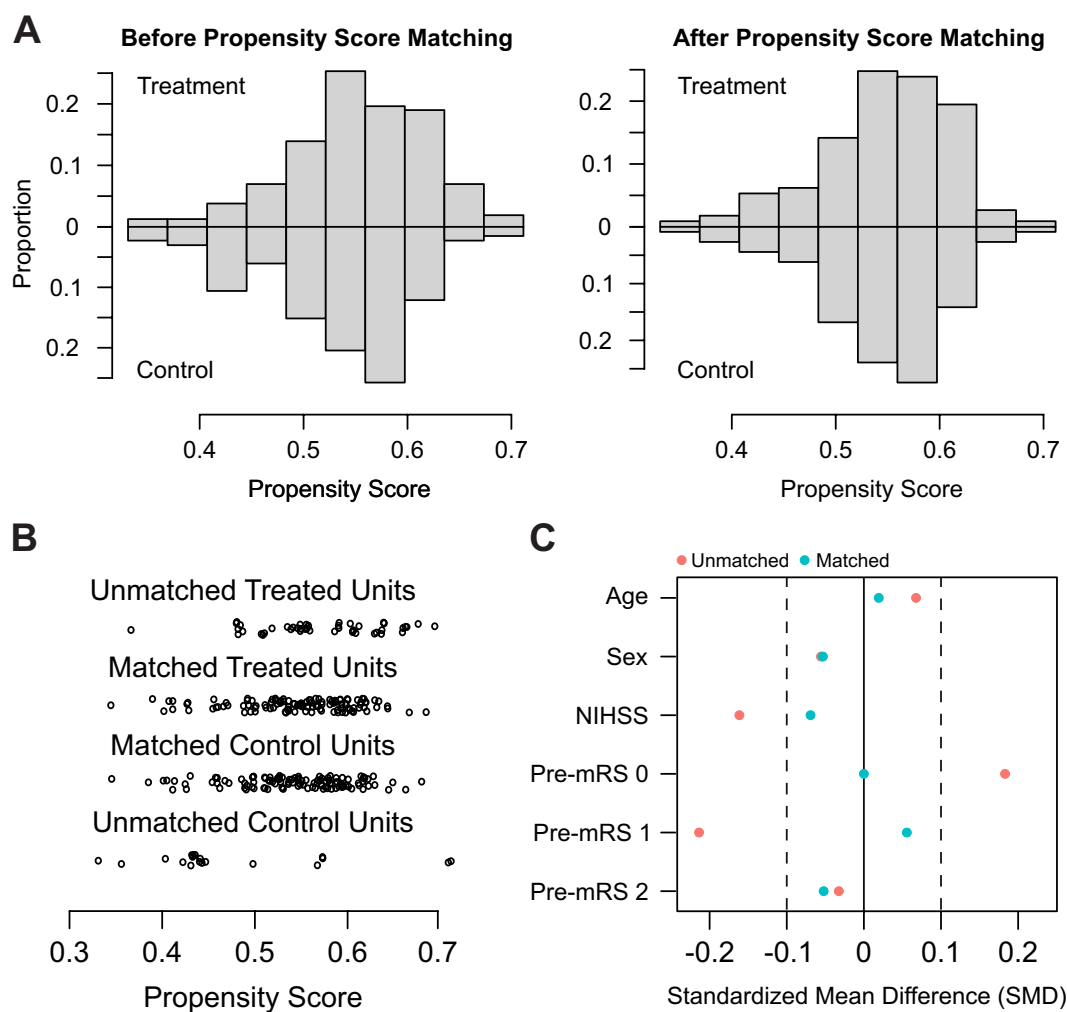 A
Before Propensity Score Matching
After Propensity Score Matching
Treatment
Treatment
0.2
0.1
0
0.1
0.2
Proportion
Control
0.4 0.5 0.6 0.7
Propensity Score
0.2
0.1
0
0.1
0.2
Control
0.4 0.5 0.6 0.7
Propensity Score
B
Unmatched Treated Units
Matched Treated Units
Matched Control Units
Unmatched Control Units
0.3 0.4 0.5 0.6 0.7
Propensity Score
C
Unmatched Matched
Age
Sex
NIHSS
Pre-mRS 0
Pre-mRS 1
Pre-mRS 2
-0.2 -0.1 0 0.1 0.2
Standardized Mean Difference (SMD)